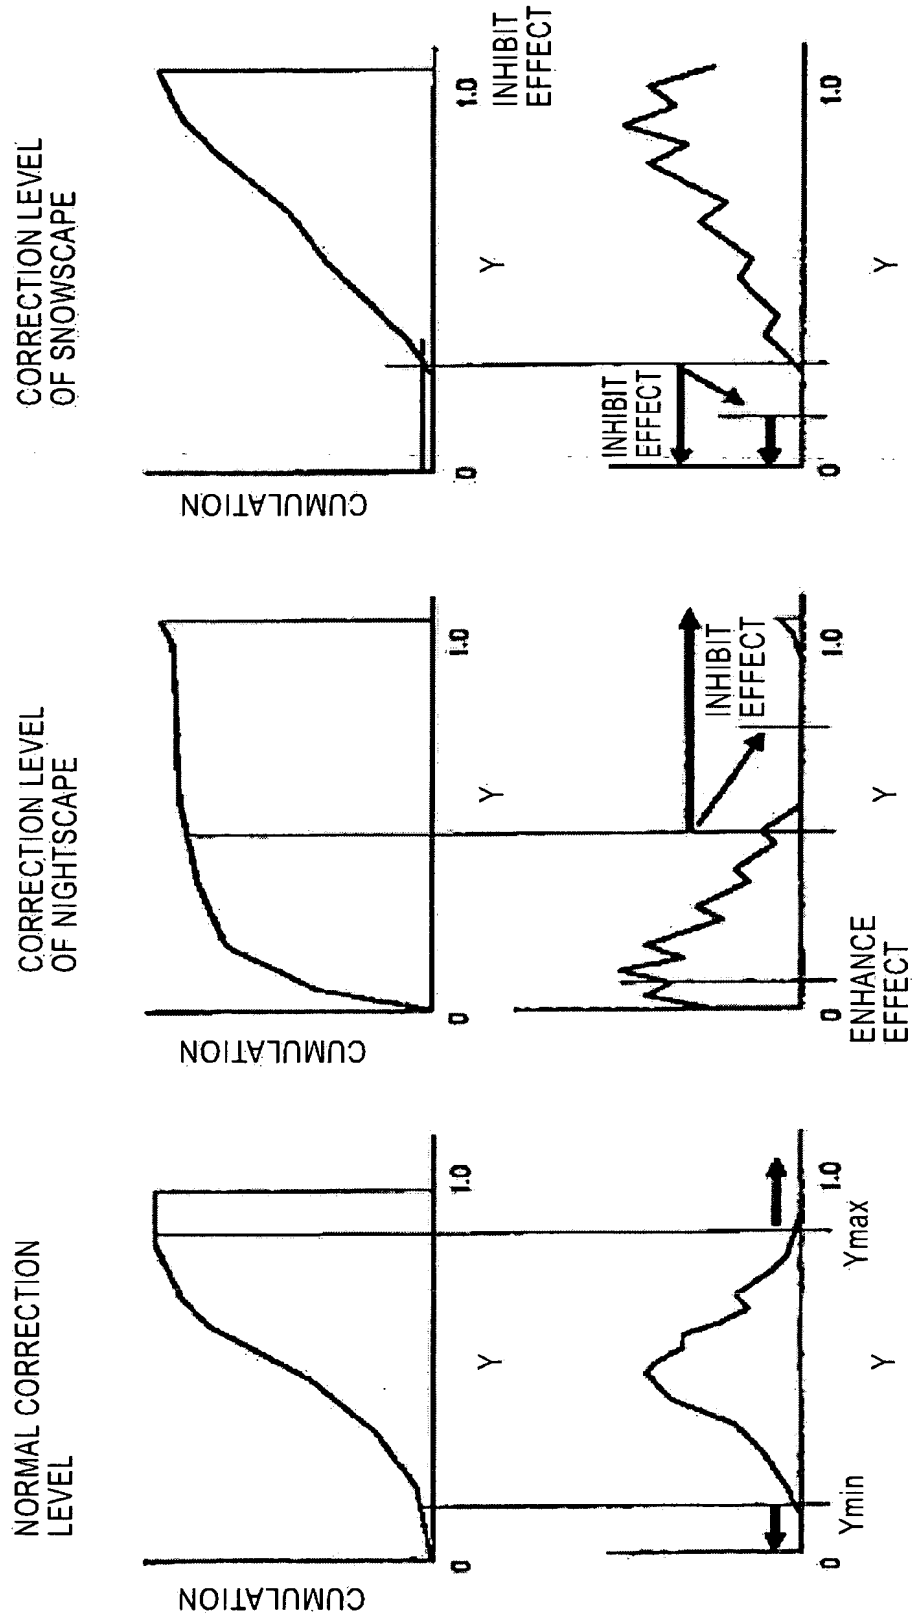 NORMAL CORRECTION
LEVEL
CUMULATION
0
1.0
Y
0
Ymin
Y
Ymax
1.0
CORRECTION LEVEL
OF NIGHTSCAPE
CUMULATION
0
1.0
Y
0
1.0
Y
ENHANCE
EFFECT
INHIBIT
EFFECT
CORRECTION LEVEL
OF SNOWSCAPE
CUMULATION
0
1.0
Y
INHIBIT
EFFECT
INHIBIT
EFFECT
0
1.0
Y